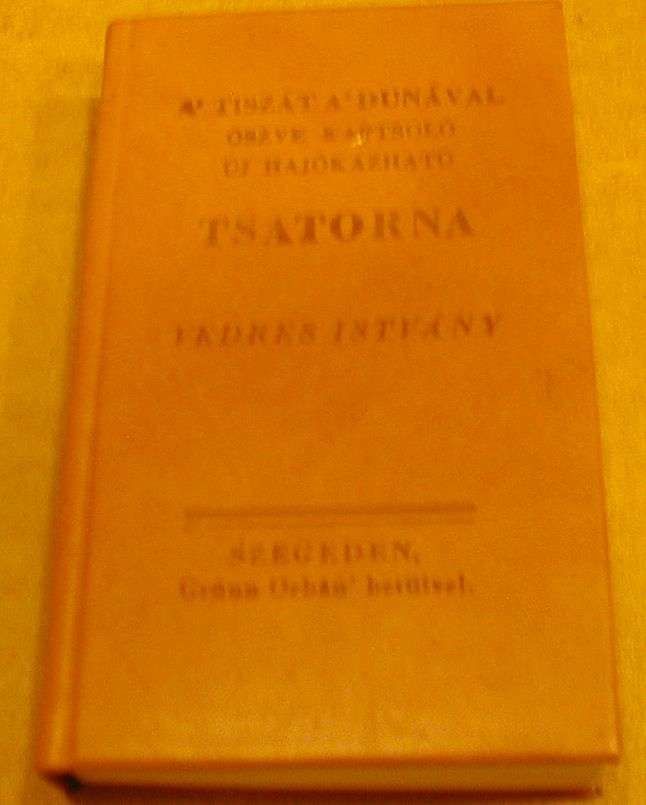 A' TISZÁT A' DUNÁVAL
ÖSZVE KAPTSOLÓ
ÚJ HAJÓKÁZHATÓ
TSATORNA
VEDRES ISTVÁNY
SZEGEDEN,
Grünn Orbán' betűivel.